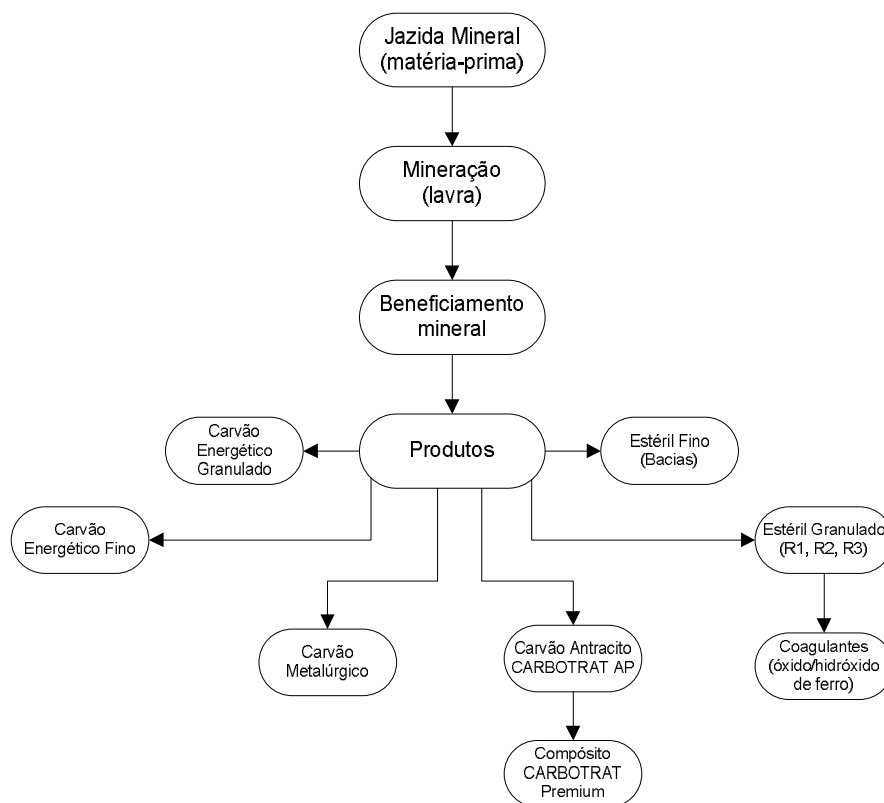 Jazida Mineral
(matéria-prima)
Mineração
(lavra)
Beneficiamento
mineral
Produtos
Carvão
Energético
Granulado
Estéril Fino
(Bacias)
Carvão
Energético Fino
Estéril Granulado
(R1, R2, R3)
Carvão
Metalúrgico
Carvão Antracito
CARBOTRAT AP
Coagulantes
(óxido/hidróxido
de ferro)
Compósito
CARBOTRAT
Premium